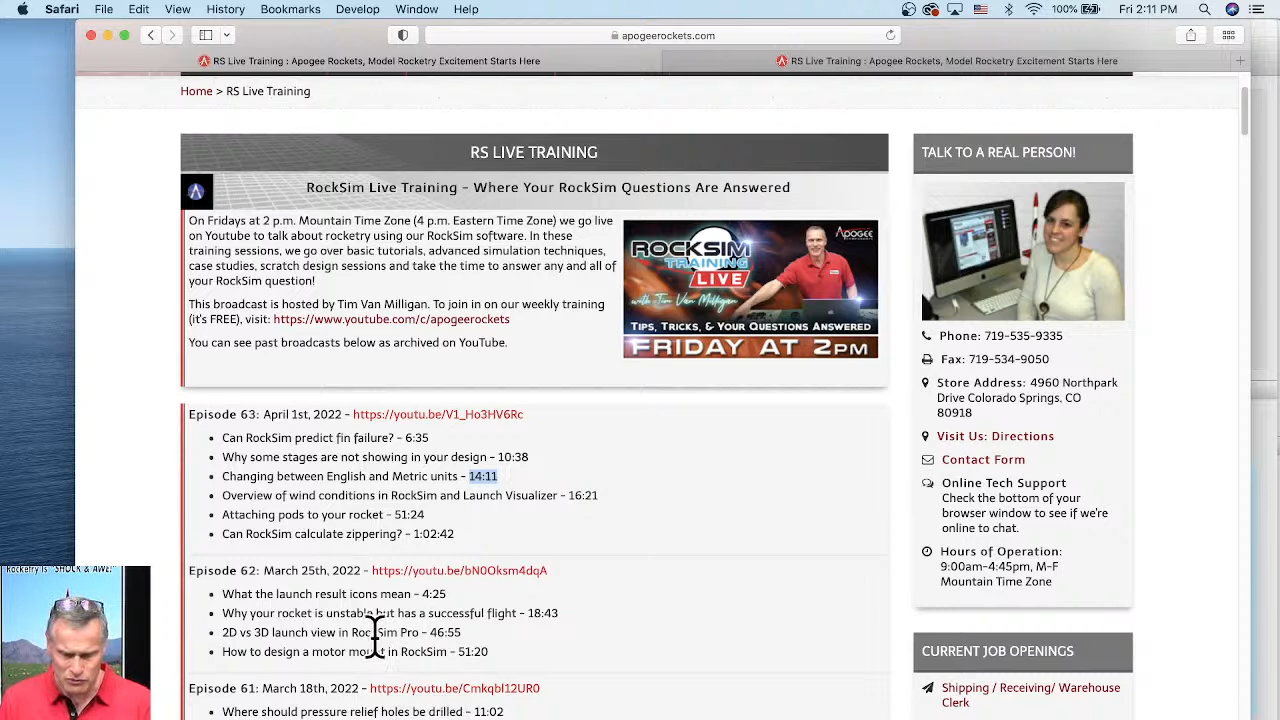 Safari File Edit View History Bookmarks Window Help
100% Fri 2:11 PM
apogeerockets.com
RS Live Training : Apogee Rockets, Model Rocketry Excitement Starts Here
RS Live Training : Apogee Rockets, Model Rocketry Excitement Starts Here
Home > RS Live Training
RS LIVE TRAINING
RockSim Live Training - Where Your RockSim Questions Are Answered
On Fridays at 2 p.m. Mountain Time Zone (4 p.m. Eastern Time Zone) we go live
on Youtube to talk about rocketry using our RockSim software. In these
training sessions, we go over basic tutorials, advanced simulation techniques,
case studies, scratch design sessions and take the time to answer any and all of
your RockSim question!
This broadcast is hosted by Tim Van Milligan. To join in on our weekly training
(it's FREE), visit: https://www.youtube.com/c/apogeerockets
You can see past broadcasts below as archived on YouTube.
APOGEE
ROCKSIM
TRAINING
LIVE
with Tim Van Milligan
TIPS, TRICKS, & YOUR QUESTIONS ANSWERED
FRIDAY AT 2PM
Episode 63: April 1st, 2022 - https://youtu.be/V1_Ho3HV6Rc
• Can RockSim predict fin failure? - 6:35
• Why some stages are not showing in your design - 10:38
• Changing between English and Metric units - 14:11
• Overview of wind conditions in RockSim and Launch Visualizer - 16:21
• Attaching pods to your rocket - 51:24
• Can RockSim calculate zippering? - 1:02:42
Episode 62: March 25th, 2022 - https://youtu.be/bNOOksm4dqA
• What the launch result icons mean - 4:25
• Why your rocket is unstable but has a successful flight - 18:43
• 2D vs 3D launch view in RockSim Pro - 46:55
• How to design a motor mount in RockSim - 51:20
Episode 61: March 18th, 2022 - https://youtu.be/Cmkqbl12UR0
• Where should pressure relief holes be drilled - 11:02
TALK TO A REAL PERSON!
Phone: 719-535-9335
Fax: 719-534-9050
Store Address: 4960 Northpark
Drive Colorado Springs, CO
80918
Visit Us: Directions
Contact Form
Online Tech Support
Check the bottom of your
browser window to see if we're
online to chat.
Hours of Operation:
9:00am-4:45pm, M-F
Mountain Time Zone
CURRENT JOB OPENINGS
Shipping / Receiving/ Warehouse
Clerk
Rocketry is "SHOCK & AWE!"